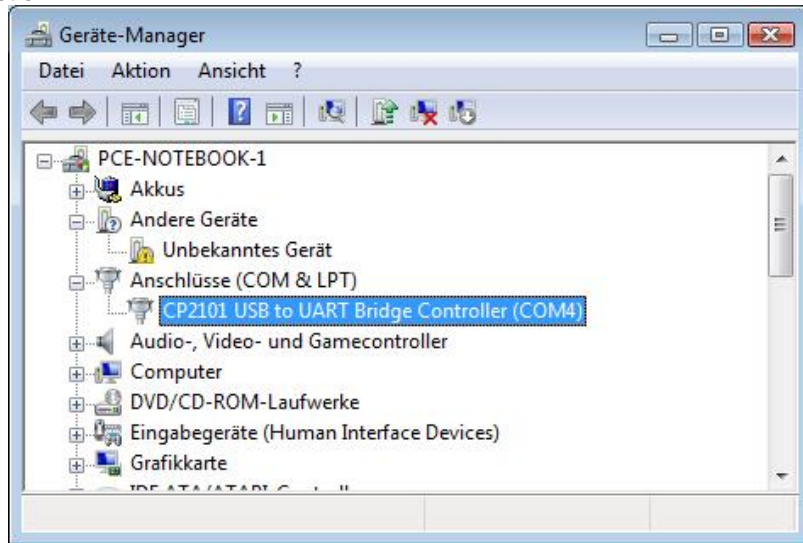 Geräte-Manager
Datei Aktion Ansicht ?
PCE-NOTEBOOK-1
Akkus
Andere Geräte
Unbekanntes Gerät
Anschlüsse (COM & LPT)
CP2101 USB to UART Bridge Controller (COM4)
Audio-, Video- und Gamecontroller
Computer
DVD/CD-ROM-Laufwerke
Eingabegeräte (Human Interface Devices)
Grafikkarte